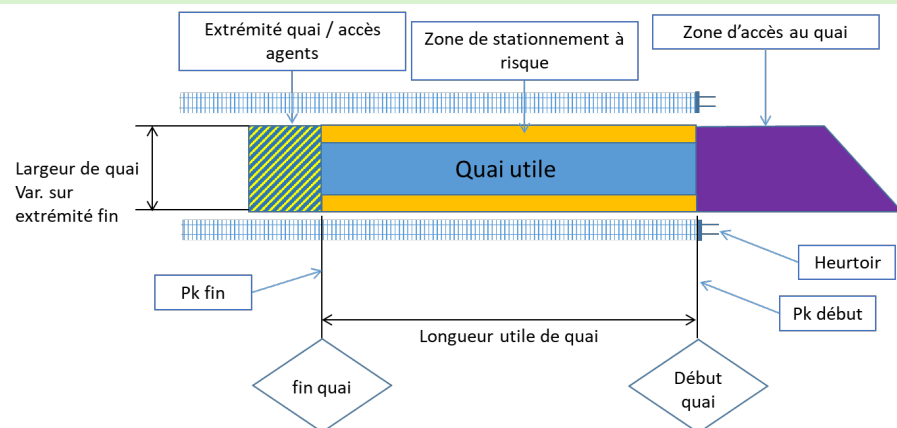 Extrémité quai / accès
agents
Zone de stationnement à
risque
Zone d’accès au quai
Largeur de quai
Var. sur
extrémité fin
Quai utile
Heurtoir
Pk fin
Pk début
Longueur utile de quai
fin quai
Début
quai